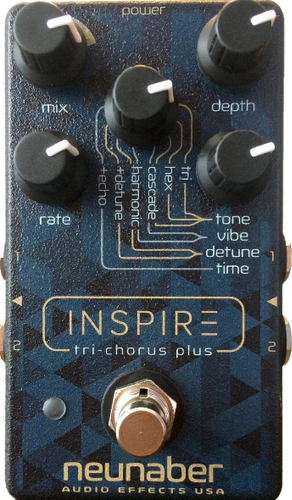 power
mix
depth
rate
+echo
+detune
harmonic
cascade
hex
tri
tone
vibe
detune
time
1
1
2
2
INSPIRE
tri-chorus plus
neunaber
AUDIO EFFECTS USA